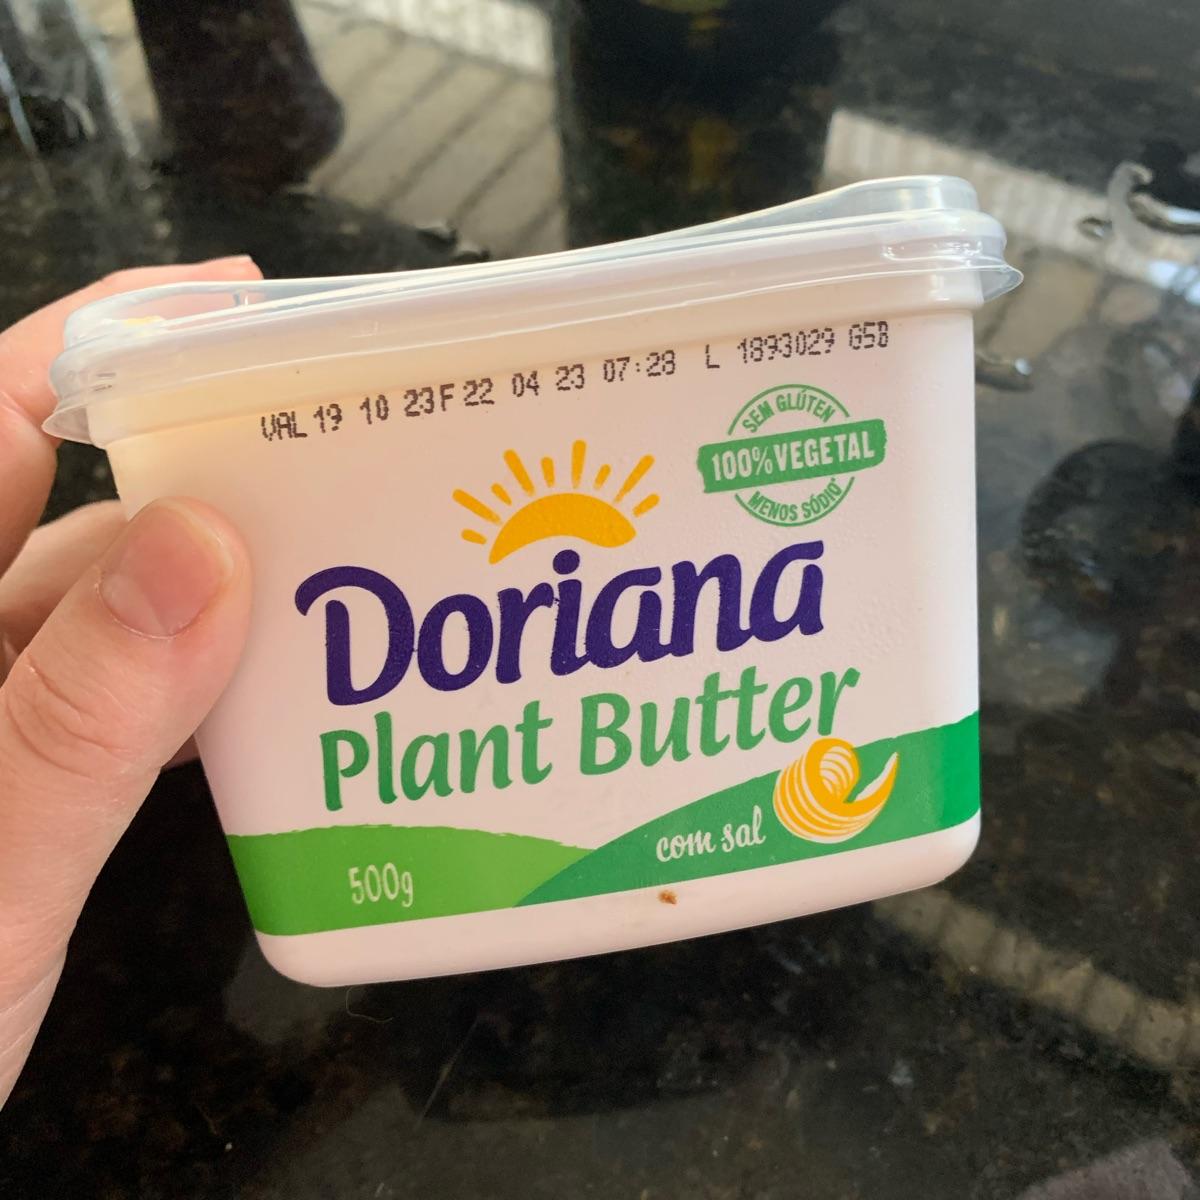 VAL 19 10 23 F 22 04 23 07:28 L 1893029 G5B
SEM GLÚTEN
100% VEGETAL
MENOS SÓDIO*
Doriana
Plant Butter
com sal
500g